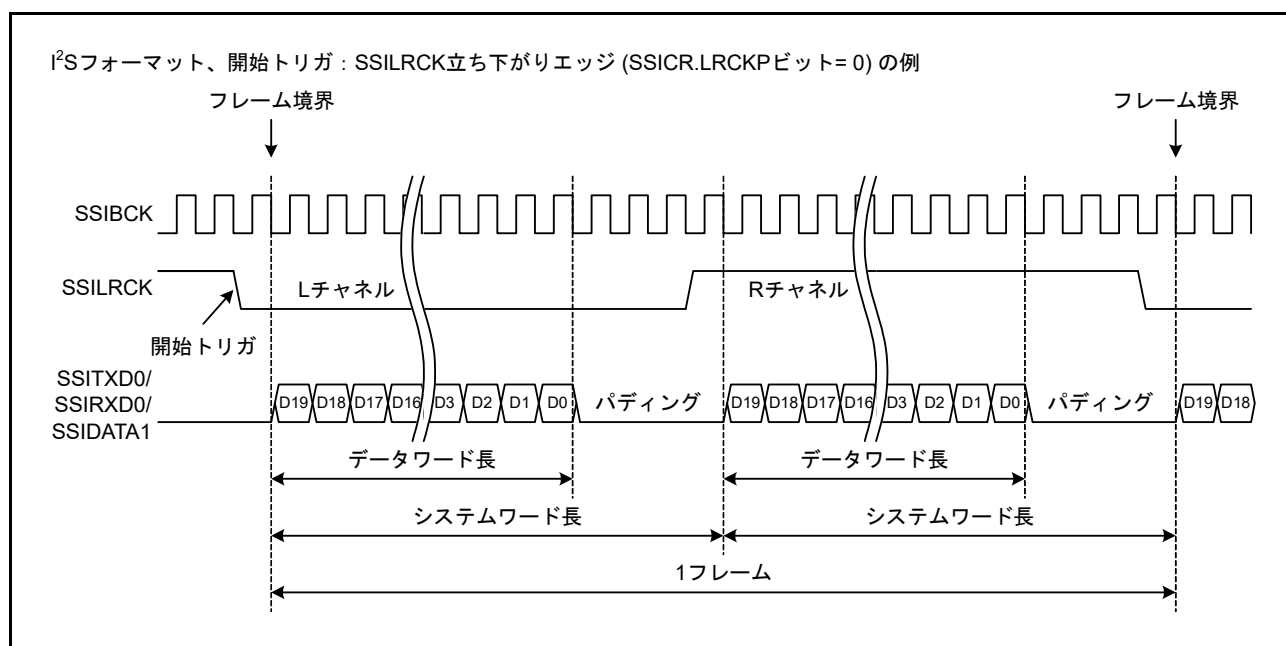 I²Sフォーマット、開始トリガ：SSILRCK立ち下がりエッジ (SSICR.LRCKPビット= 0) の例
フレーム境界 フレーム境界
SSIBCK
SSILRCK Lチャネル Rチャネル
開始トリガ
SSITXD0/
SSIRXD0/
SSIDATA1
D19 D18 D17 D16 D3 D2 D1 D0 パディング D19 D18 D17 D16 D3 D2 D1 D0 パディング D19 D18
データワード長 データワード長
システムワード長 システムワード長
1フレーム